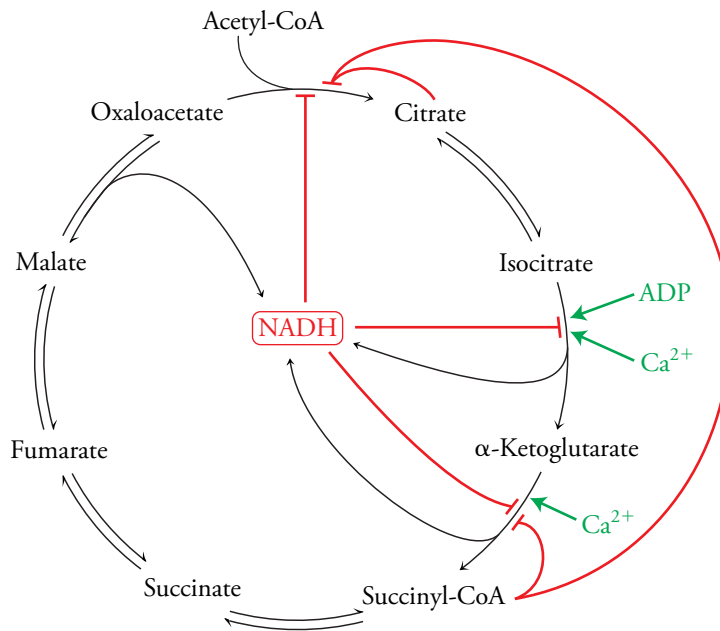 Acetyl-CoA
Oxaloacetate
Citrate
Malate
Isocitrate
ADP
NADH
Ca²⁺
Fumarate
α-Ketoglutarate
Ca²⁺
Succinate
Succinyl-CoA